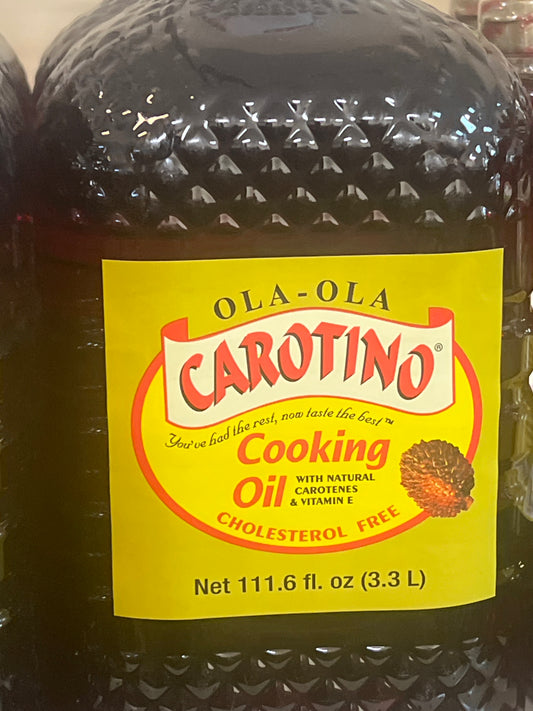 OLA-OLA
CAROTINO®
You've had the rest, now taste the best™
Cooking
Oil
WITH NATURAL
CAROTENES
& VITAMIN E
CHOLESTEROL FREE
Net 111.6 fl. oz (3.3 L)